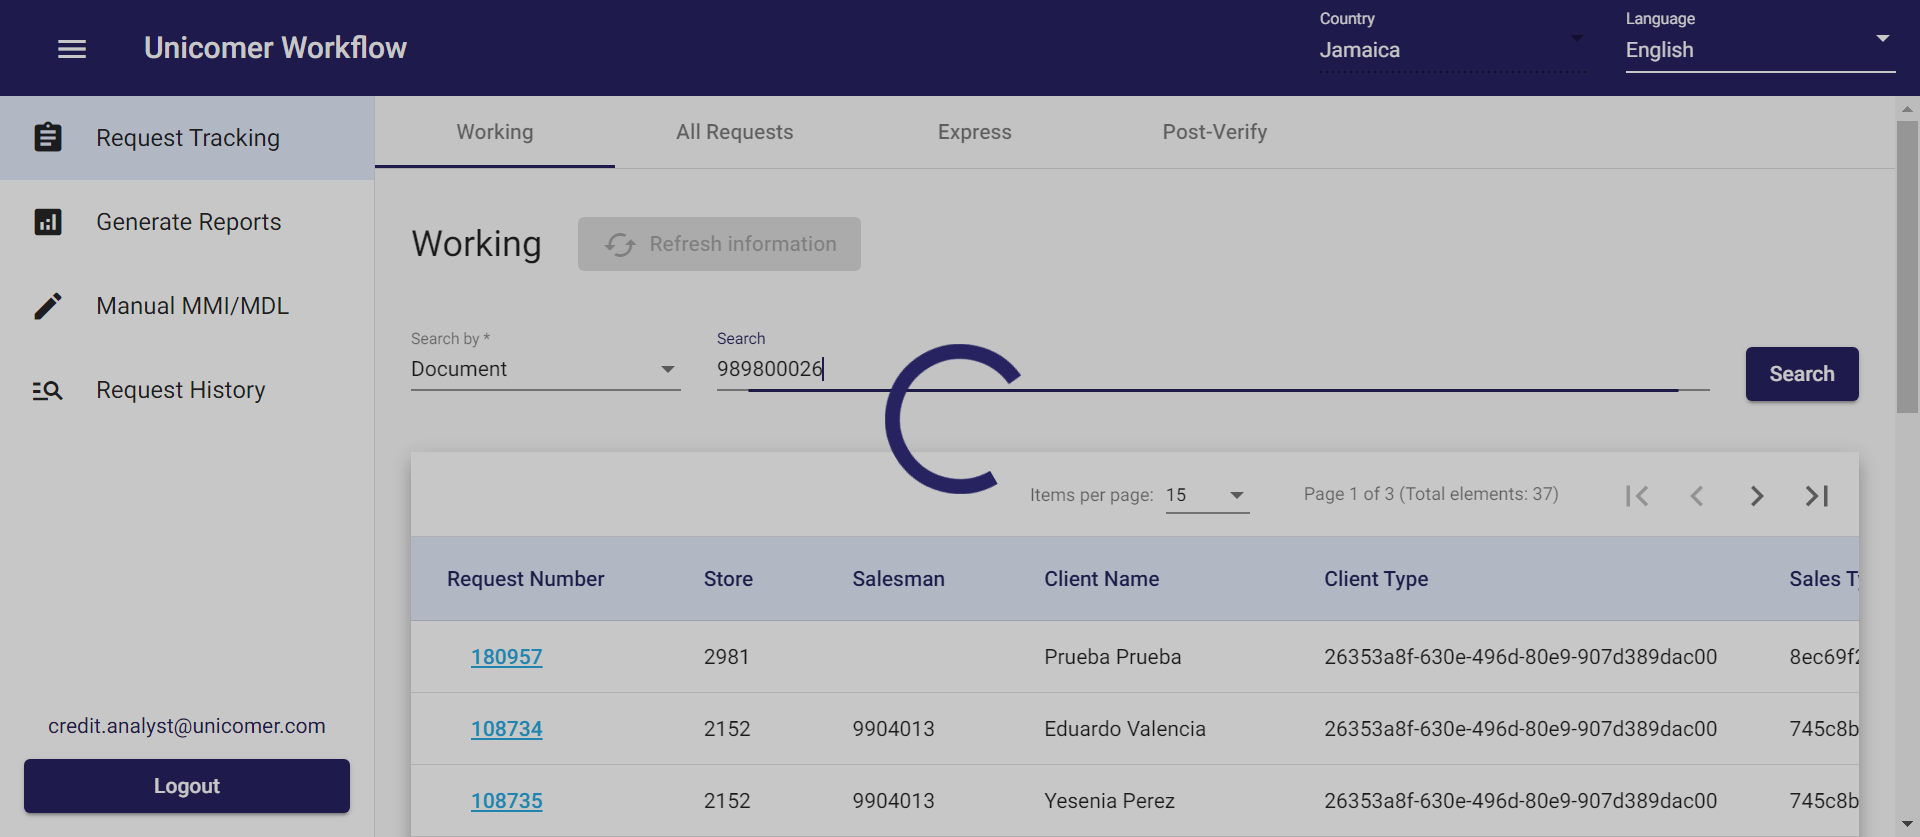 Unicomer Workflow
Country
Jamaica
Language
English
Request Tracking
Generate Reports
Manual MMI/MDL
Request History
credit.analyst@unicomer.com
Logout
Working All Requests Express Post-Verify
Working Refresh information
Search by * Search
Document 989800026 Search
Items per page: 15 Page 1 of 3 (Total elements: 37)
Request Number Store Salesman Client Name Client Type Sales Ty
180957 2981 Prueba Prueba 26353a8f-630e-496d-80e9-907d389dac00 8ec69f2
108734 2152 9904013 Eduardo Valencia 26353a8f-630e-496d-80e9-907d389dac00 745c8b
108735 2152 9904013 Yesenia Perez 26353a8f-630e-496d-80e9-907d389dac00 745c8b